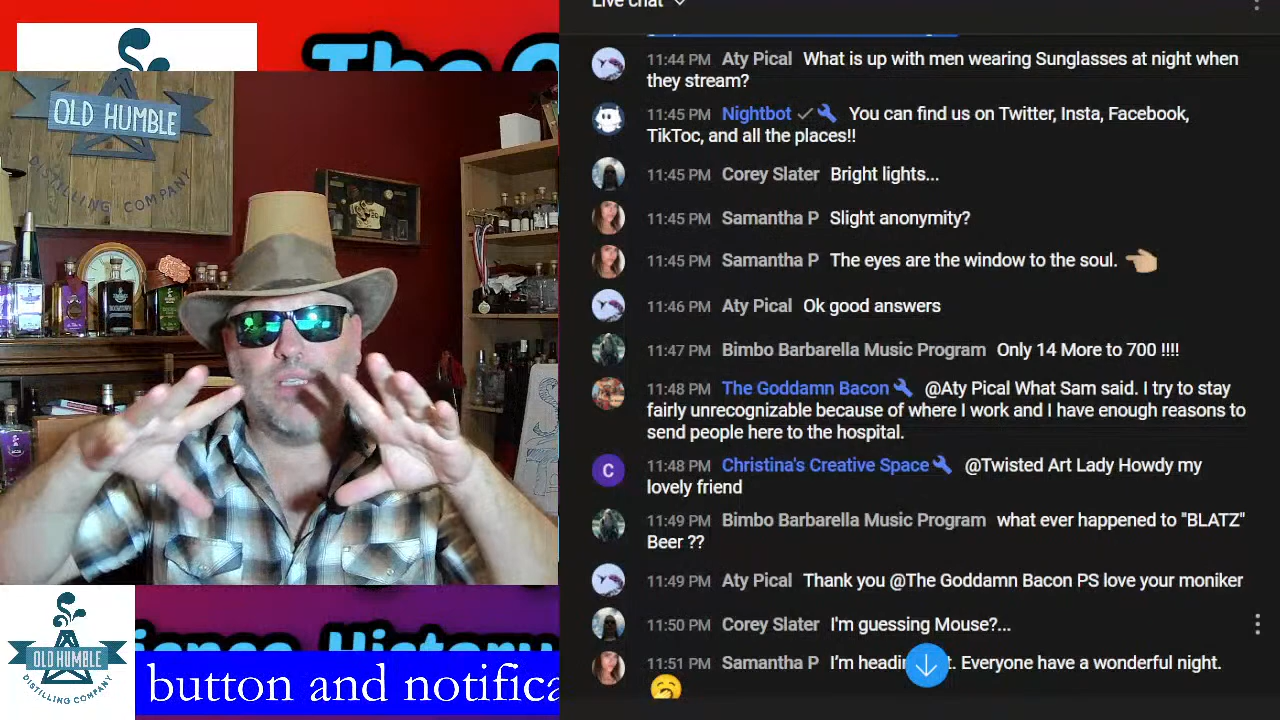 The
OLD HUMBLE
DISTILLING COMPANY
Live chat
11:44 PM Aty Pical What is up with men wearing Sunglasses at night when
they stream?
11:45 PM Nightbot You can find us on Twitter, Insta, Facebook,
TikToc, and all the places!!
11:45 PM Corey Slater Bright lights...
11:45 PM Samantha P Slight anonymity?
11:45 PM Samantha P The eyes are the window to the soul. 👈🏼
11:46 PM Aty Pical Ok good answers
11:47 PM Bimbo Barbarella Music Program Only 14 More to 700 !!!!
11:48 PM The Goddamn Bacon @Aty Pical What Sam said. I try to stay
fairly unrecognizable because of where I work and I have enough reasons to
send people here to the hospital.
C
11:48 PM Christina's Creative Space @Twisted Art Lady Howdy my
lovely friend
11:49 PM Bimbo Barbarella Music Program what ever happened to "BLATZ"
Beer ??
11:49 PM Aty Pical Thank you @The Goddamn Bacon PS love your moniker
11:50 PM Corey Slater I'm guessing Mouse?...
11:51 PM Samantha P I'm headin t. Everyone have a wonderful night.
🥱
ience, History
OLD HUMBLE
DISTILLING COMPANY
button and notifica